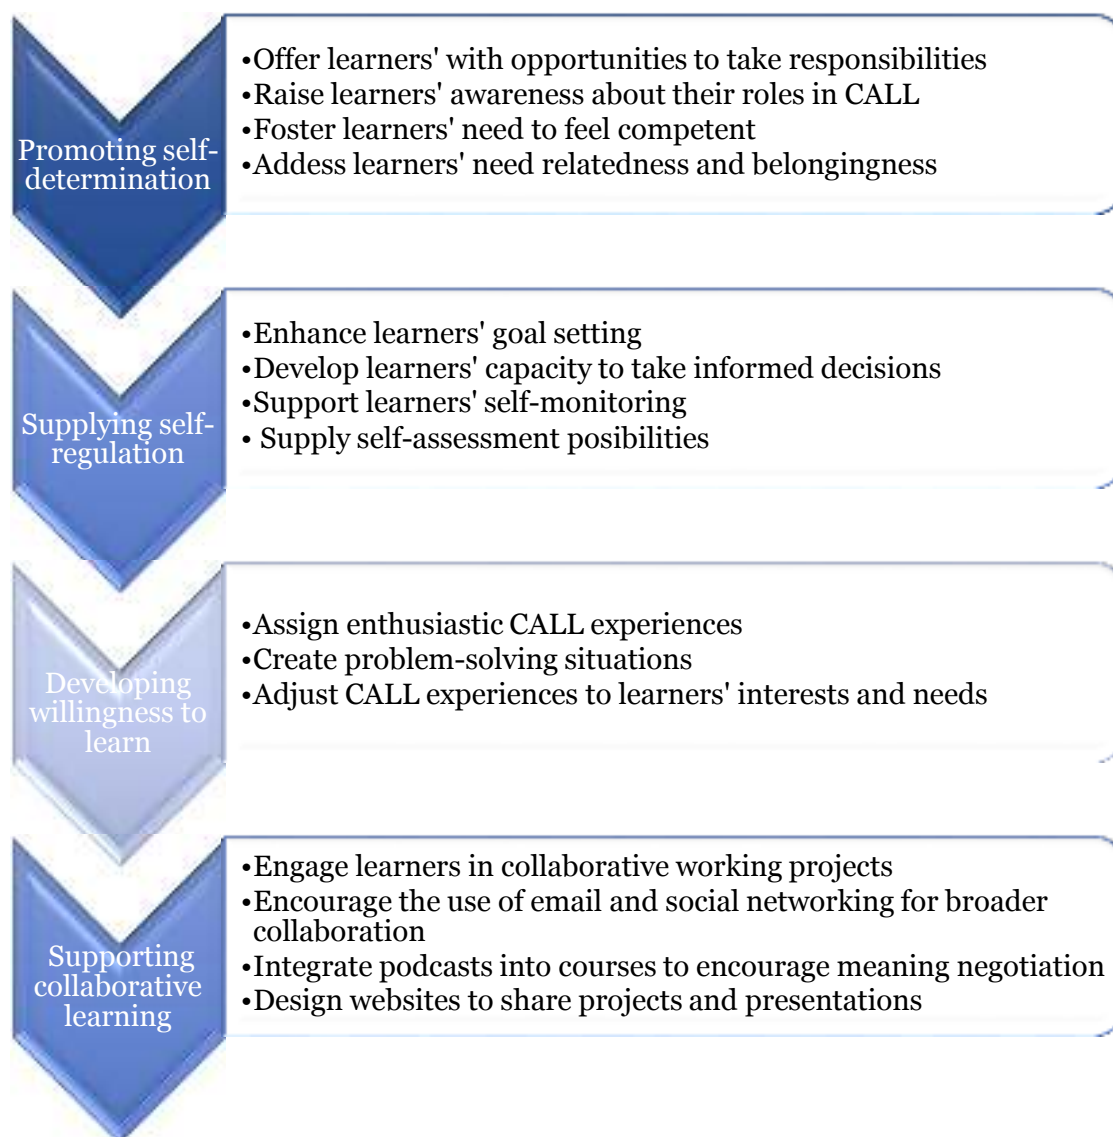 Promoting self-
determination
•Offer learners' with opportunities to take responsibilities
•Raise learners' awareness about their roles in CALL
•Foster learners' need to feel competent
•Addess learners' need relatedness and belongingness
Supplying self-
regulation
•Enhance learners' goal setting
•Develop learners' capacity to take informed decisions
•Support learners' self-monitoring
• Supply self-assessment posibilities
Developing
willingness to
learn
•Assign enthusiastic CALL experiences
•Create problem-solving situations
•Adjust CALL experiences to learners' interests and needs
Supporting
collaborative
learning
•Engage learners in collaborative working projects
•Encourage the use of email and social networking for broader
collaboration
•Integrate podcasts into courses to encourage meaning negotiation
•Design websites to share projects and presentations